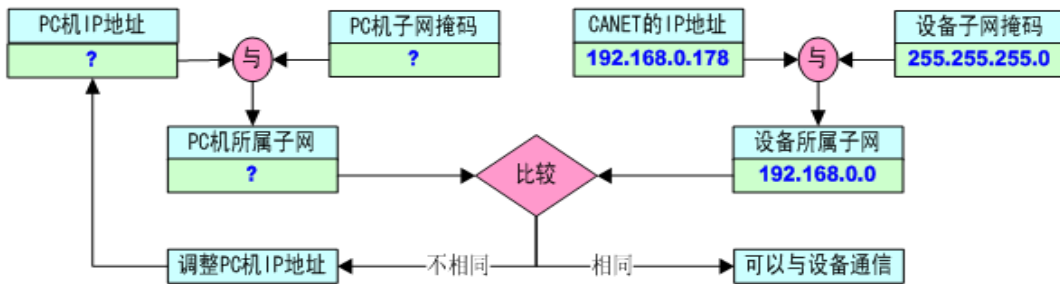 PC机IP地址
?
与
PC机子网掩码
?
CANET的IP地址
192.168.0.178
与
设备子网掩码
255.255.255.0
PC机所属子网
?
比较
设备所属子网
192.168.0.0
调整PC机IP地址
不相同
相同
可以与设备通信